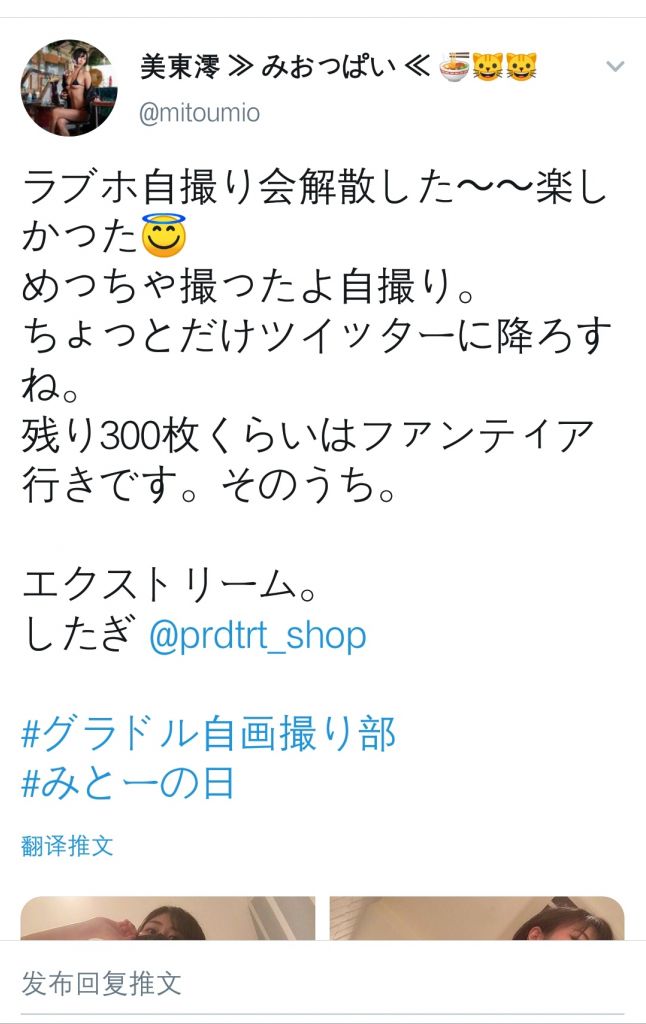 美東澪 ≫ みおっぱい ≪ 🍜😺😺
@mitoumio
ラブホ自撮り会解散した〜〜楽し
かった😇
めっちゃ撮ったよ自撮り。
ちょっとだけツイッターに降ろす
ね。
残り300枚くらいはファンティア
行きです。そのうち。
エクストリーム。
したぎ @prdtrt_shop
#グラドル自画撮り部
#みとーの日
翻译推文
发布回复推文